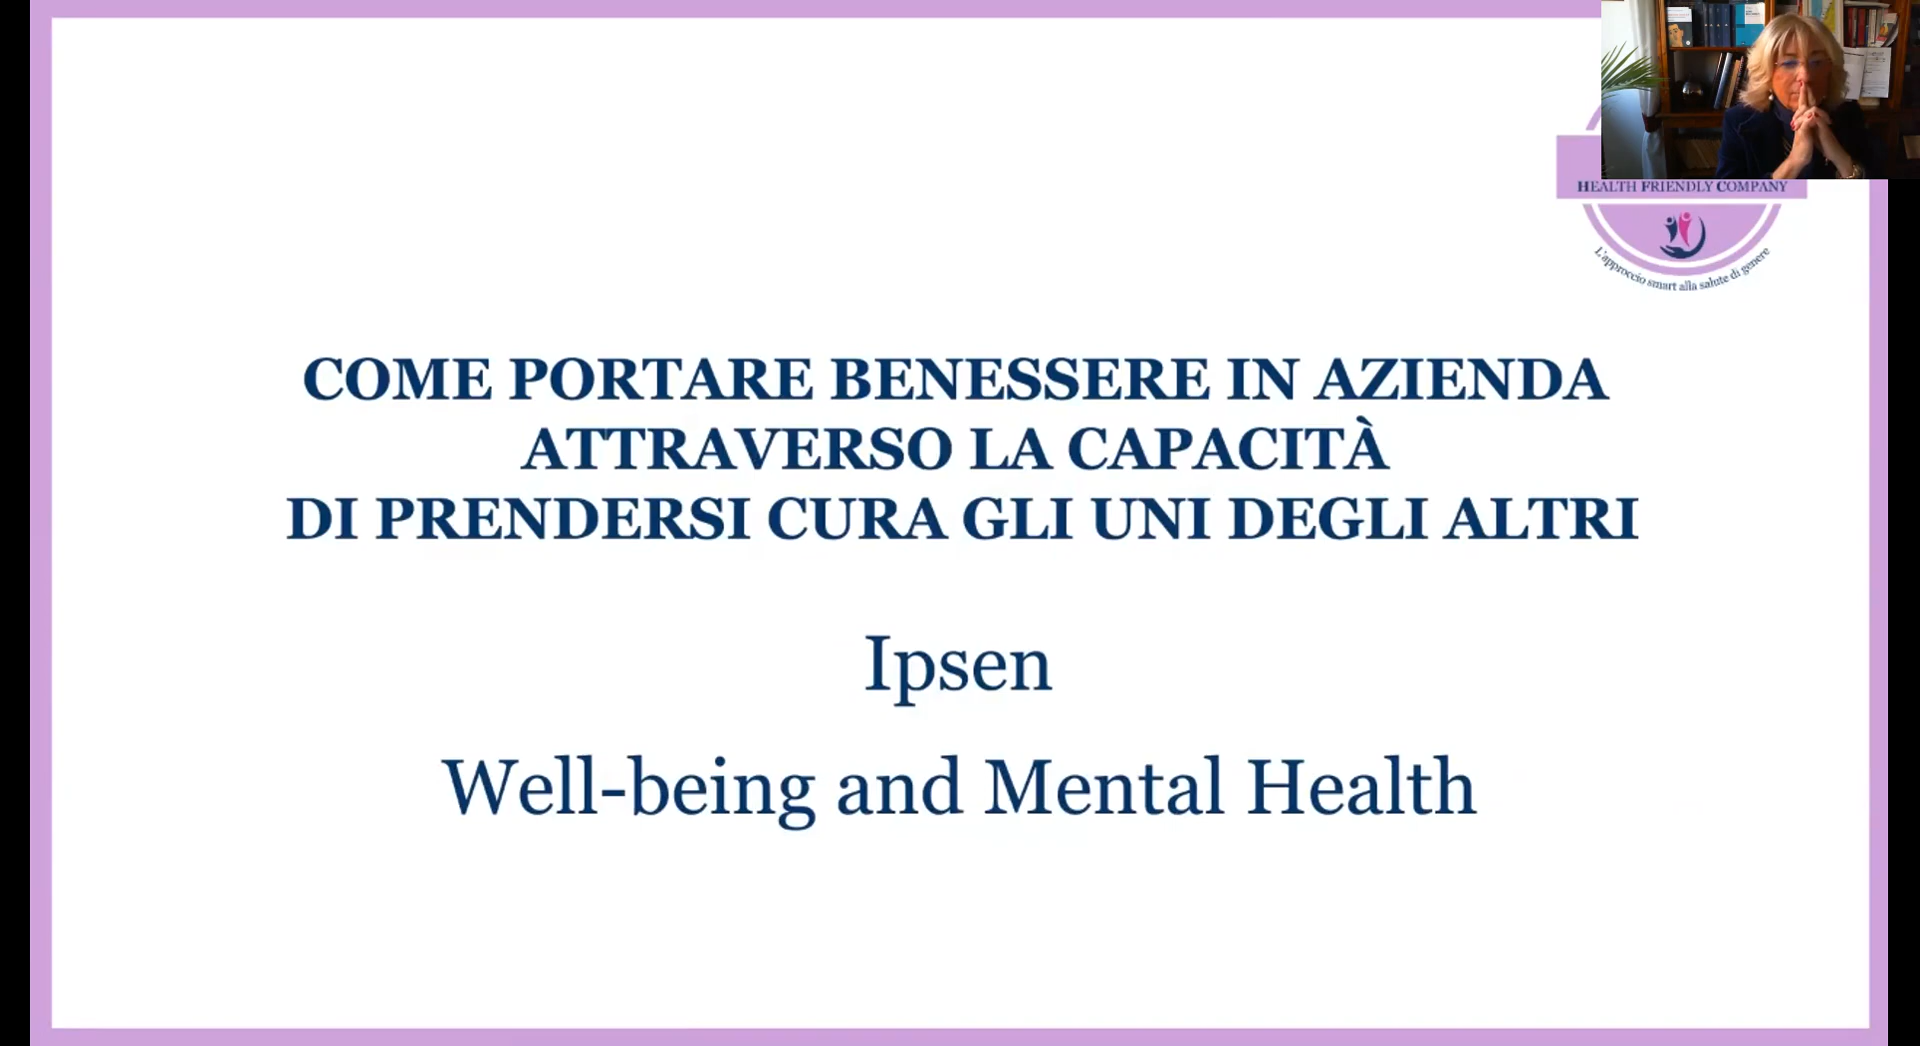 HEALTH FRIENDLY COMPANY
L'approccio smart alla salute di genere
COME PORTARE BENESSERE IN AZIENDA
ATTRAVERSO LA CAPACITÀ
DI PRENDERSI CURA GLI UNI DEGLI ALTRI
Ipsen
Well-being and Mental Health